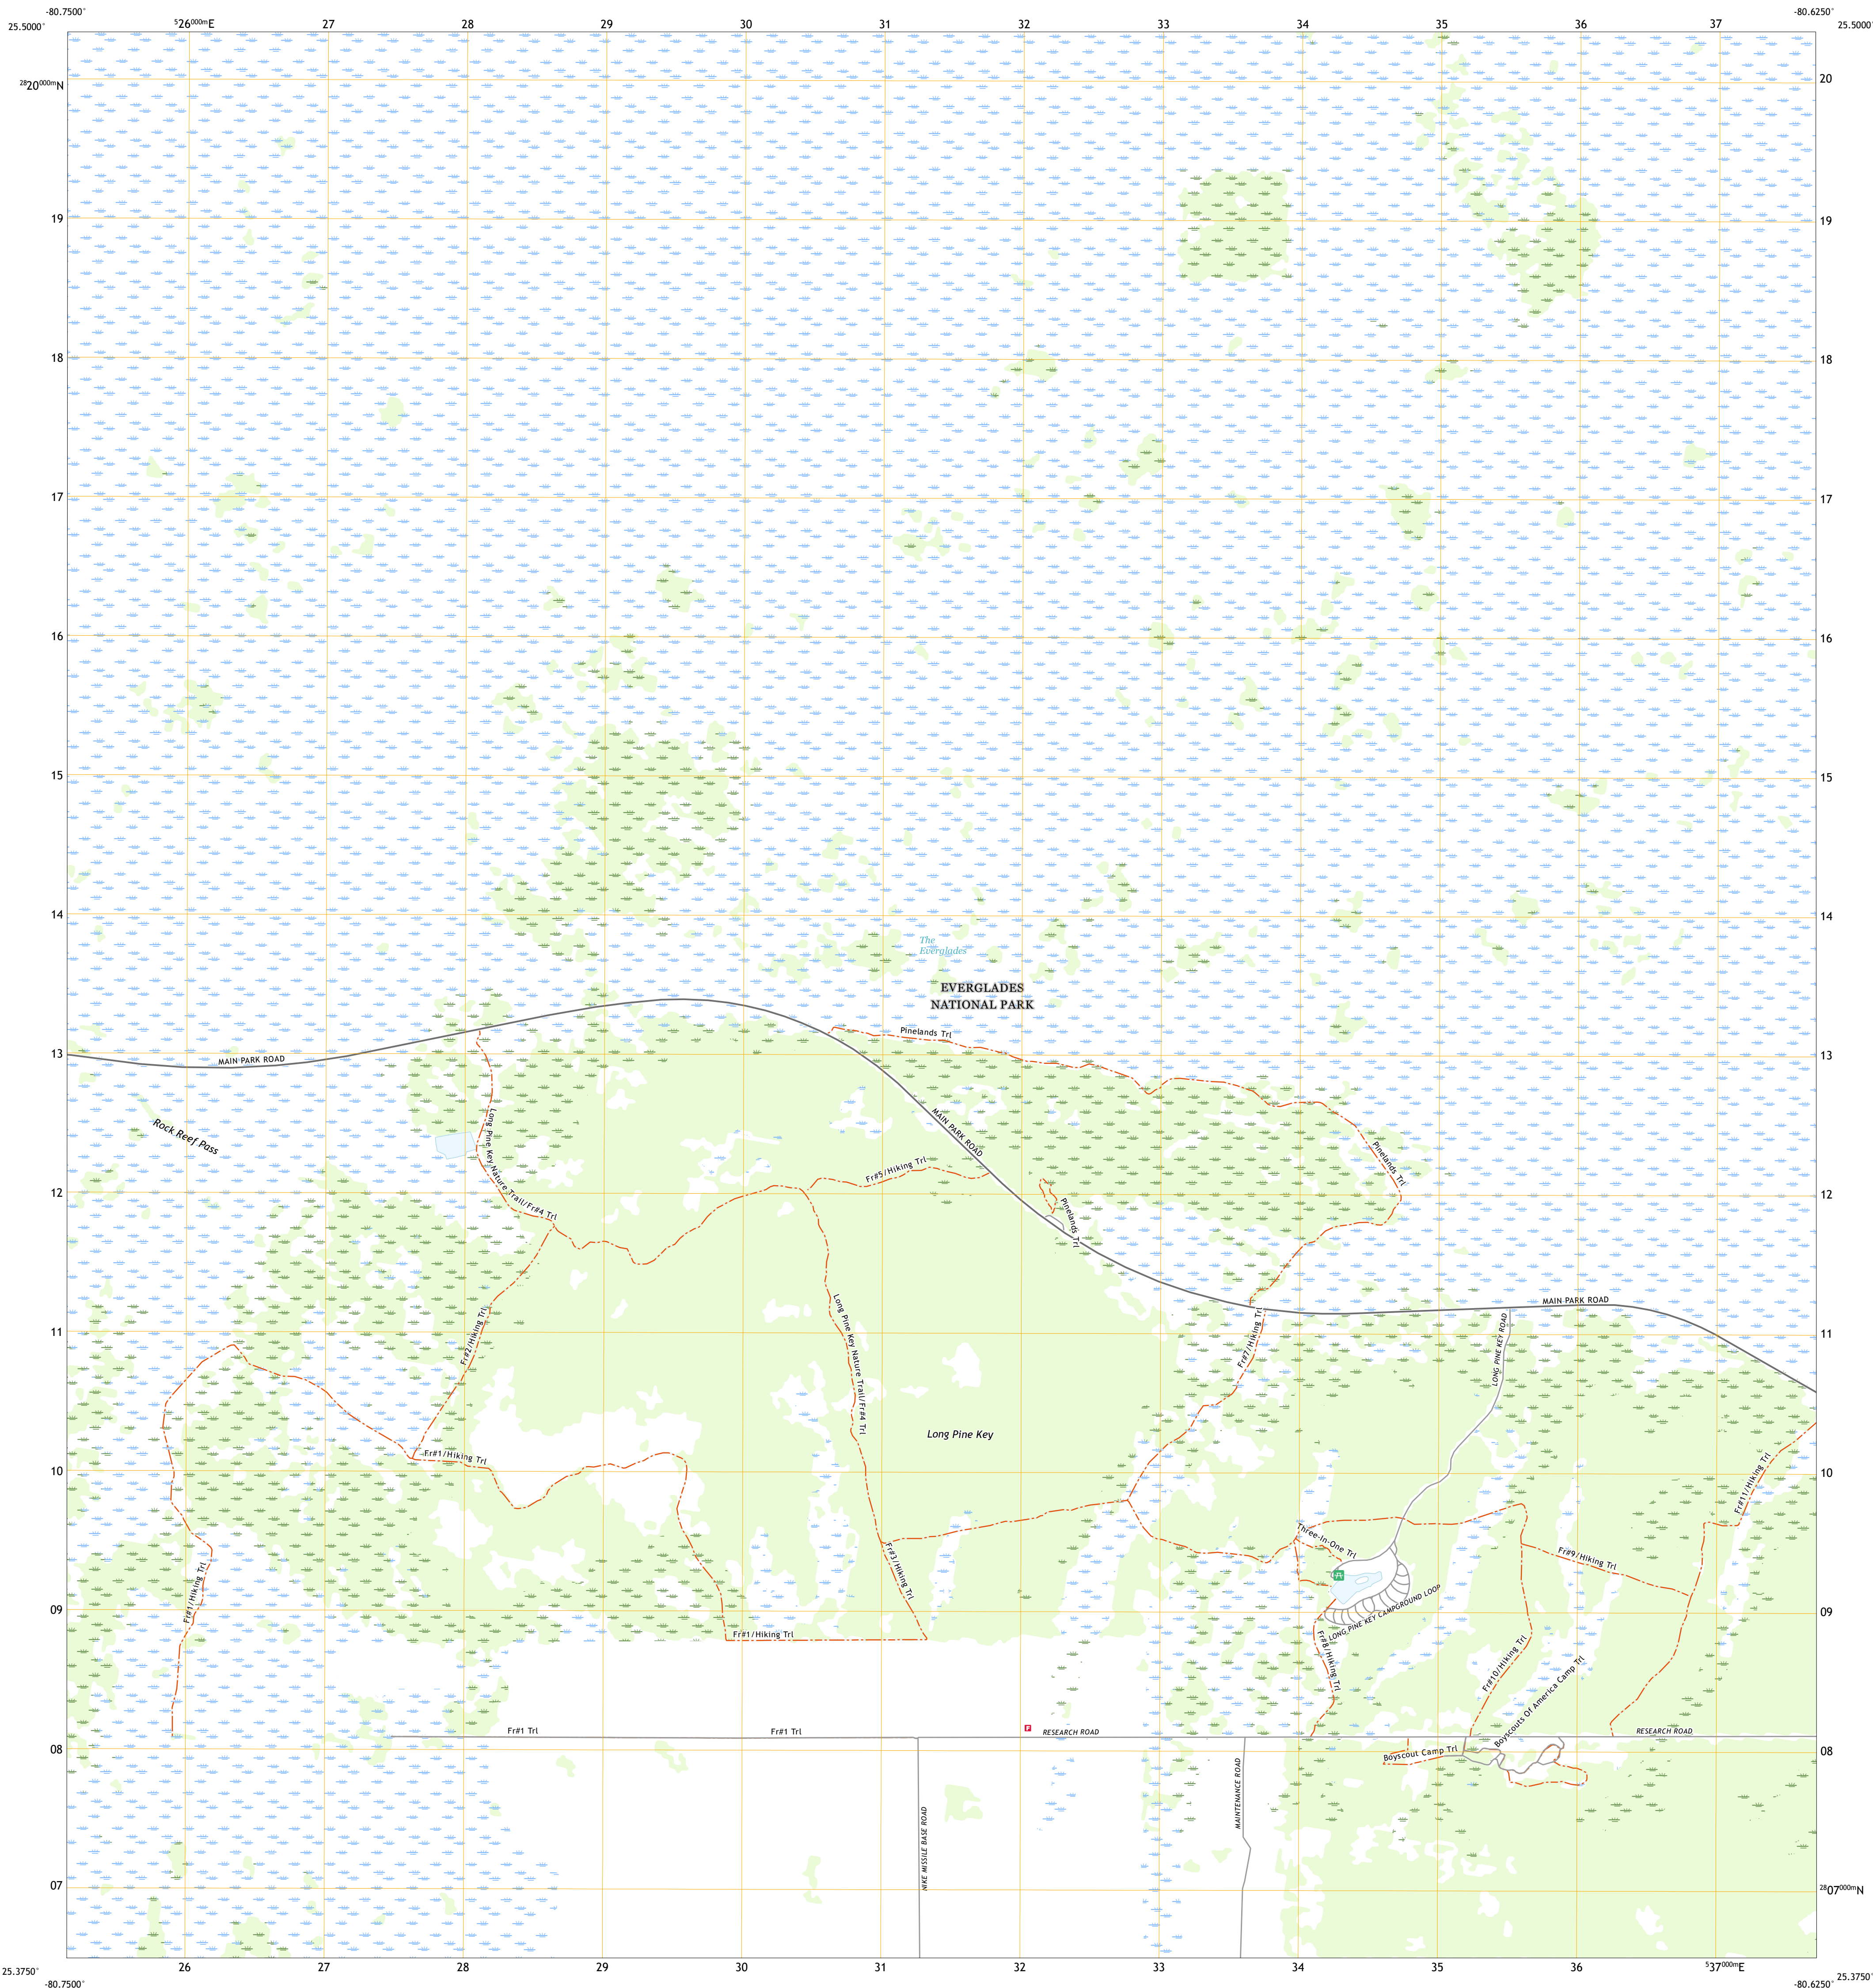 -80.7500°
-80.6250°
25.5000°
⁵26⁰⁰⁰ᵐE
27
28
29
30
31
32
33
34
35
36
37
25.5000°
²⁸20⁰⁰⁰ᵐN
20
19
19
18
18
17
17
16
16
15
15
14
14
The
Everglades
EVERGLADES
NATIONAL PARK
Pinelands Trl
13
MAIN PARK ROAD
13
Rock Reef Pass
Long Pine Key Nature Trail/Fr#4 Trl
MAIN PARK ROAD
Fr#5/Hiking Trl
Pinelands Trl
12
Pinelands Trl
12
MAIN PARK ROAD
11
Fr#2/Hiking Trl
Long Pine Key Nature Trail/Fr#4 Trl
Fr#7/Hiking Trl
LONG PINE KEY ROAD
11
Long Pine Key
Fr#1/Hiking Trl
10
10
Fr#11/Hiking Trl
Three-In-One Trl
Fr#9/Hiking Trl
Fr#3/Hiking Trl
Fr#1/Hiking Trl
09
LONG PINE KEY CAMPGROUND LOOP
09
Fr#1/Hiking Trl
Fr#8/Hiking Trl
Fr#10/Hiking Trl
Boyscouts Of America Camp Trl
Fr#1 Trl
Fr#1 Trl
F
RESEARCH ROAD
RESEARCH ROAD
08
Boyscout Camp Trl
08
NIKE MISSILE BASE ROAD
MAINTENANCE ROAD
07
²⁸07⁰⁰⁰ᵐN
25.3750°
26
27
28
29
30
31
32
33
34
35
36
⁵37⁰⁰⁰ᵐE
25.3750°
-80.7500°
-80.6250°